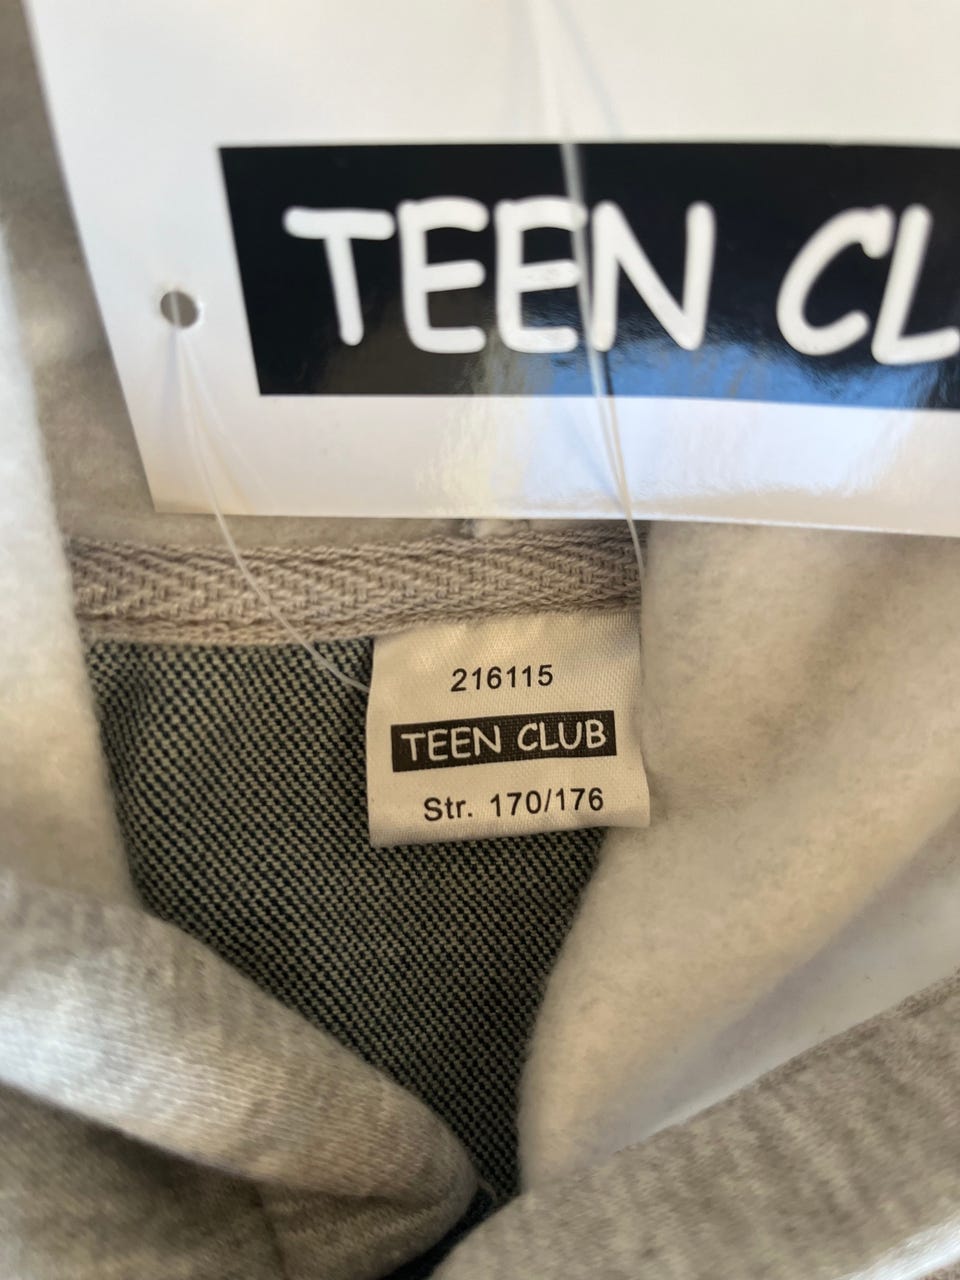 TEEN CL
216115
TEEN CLUB
Str. 170/176